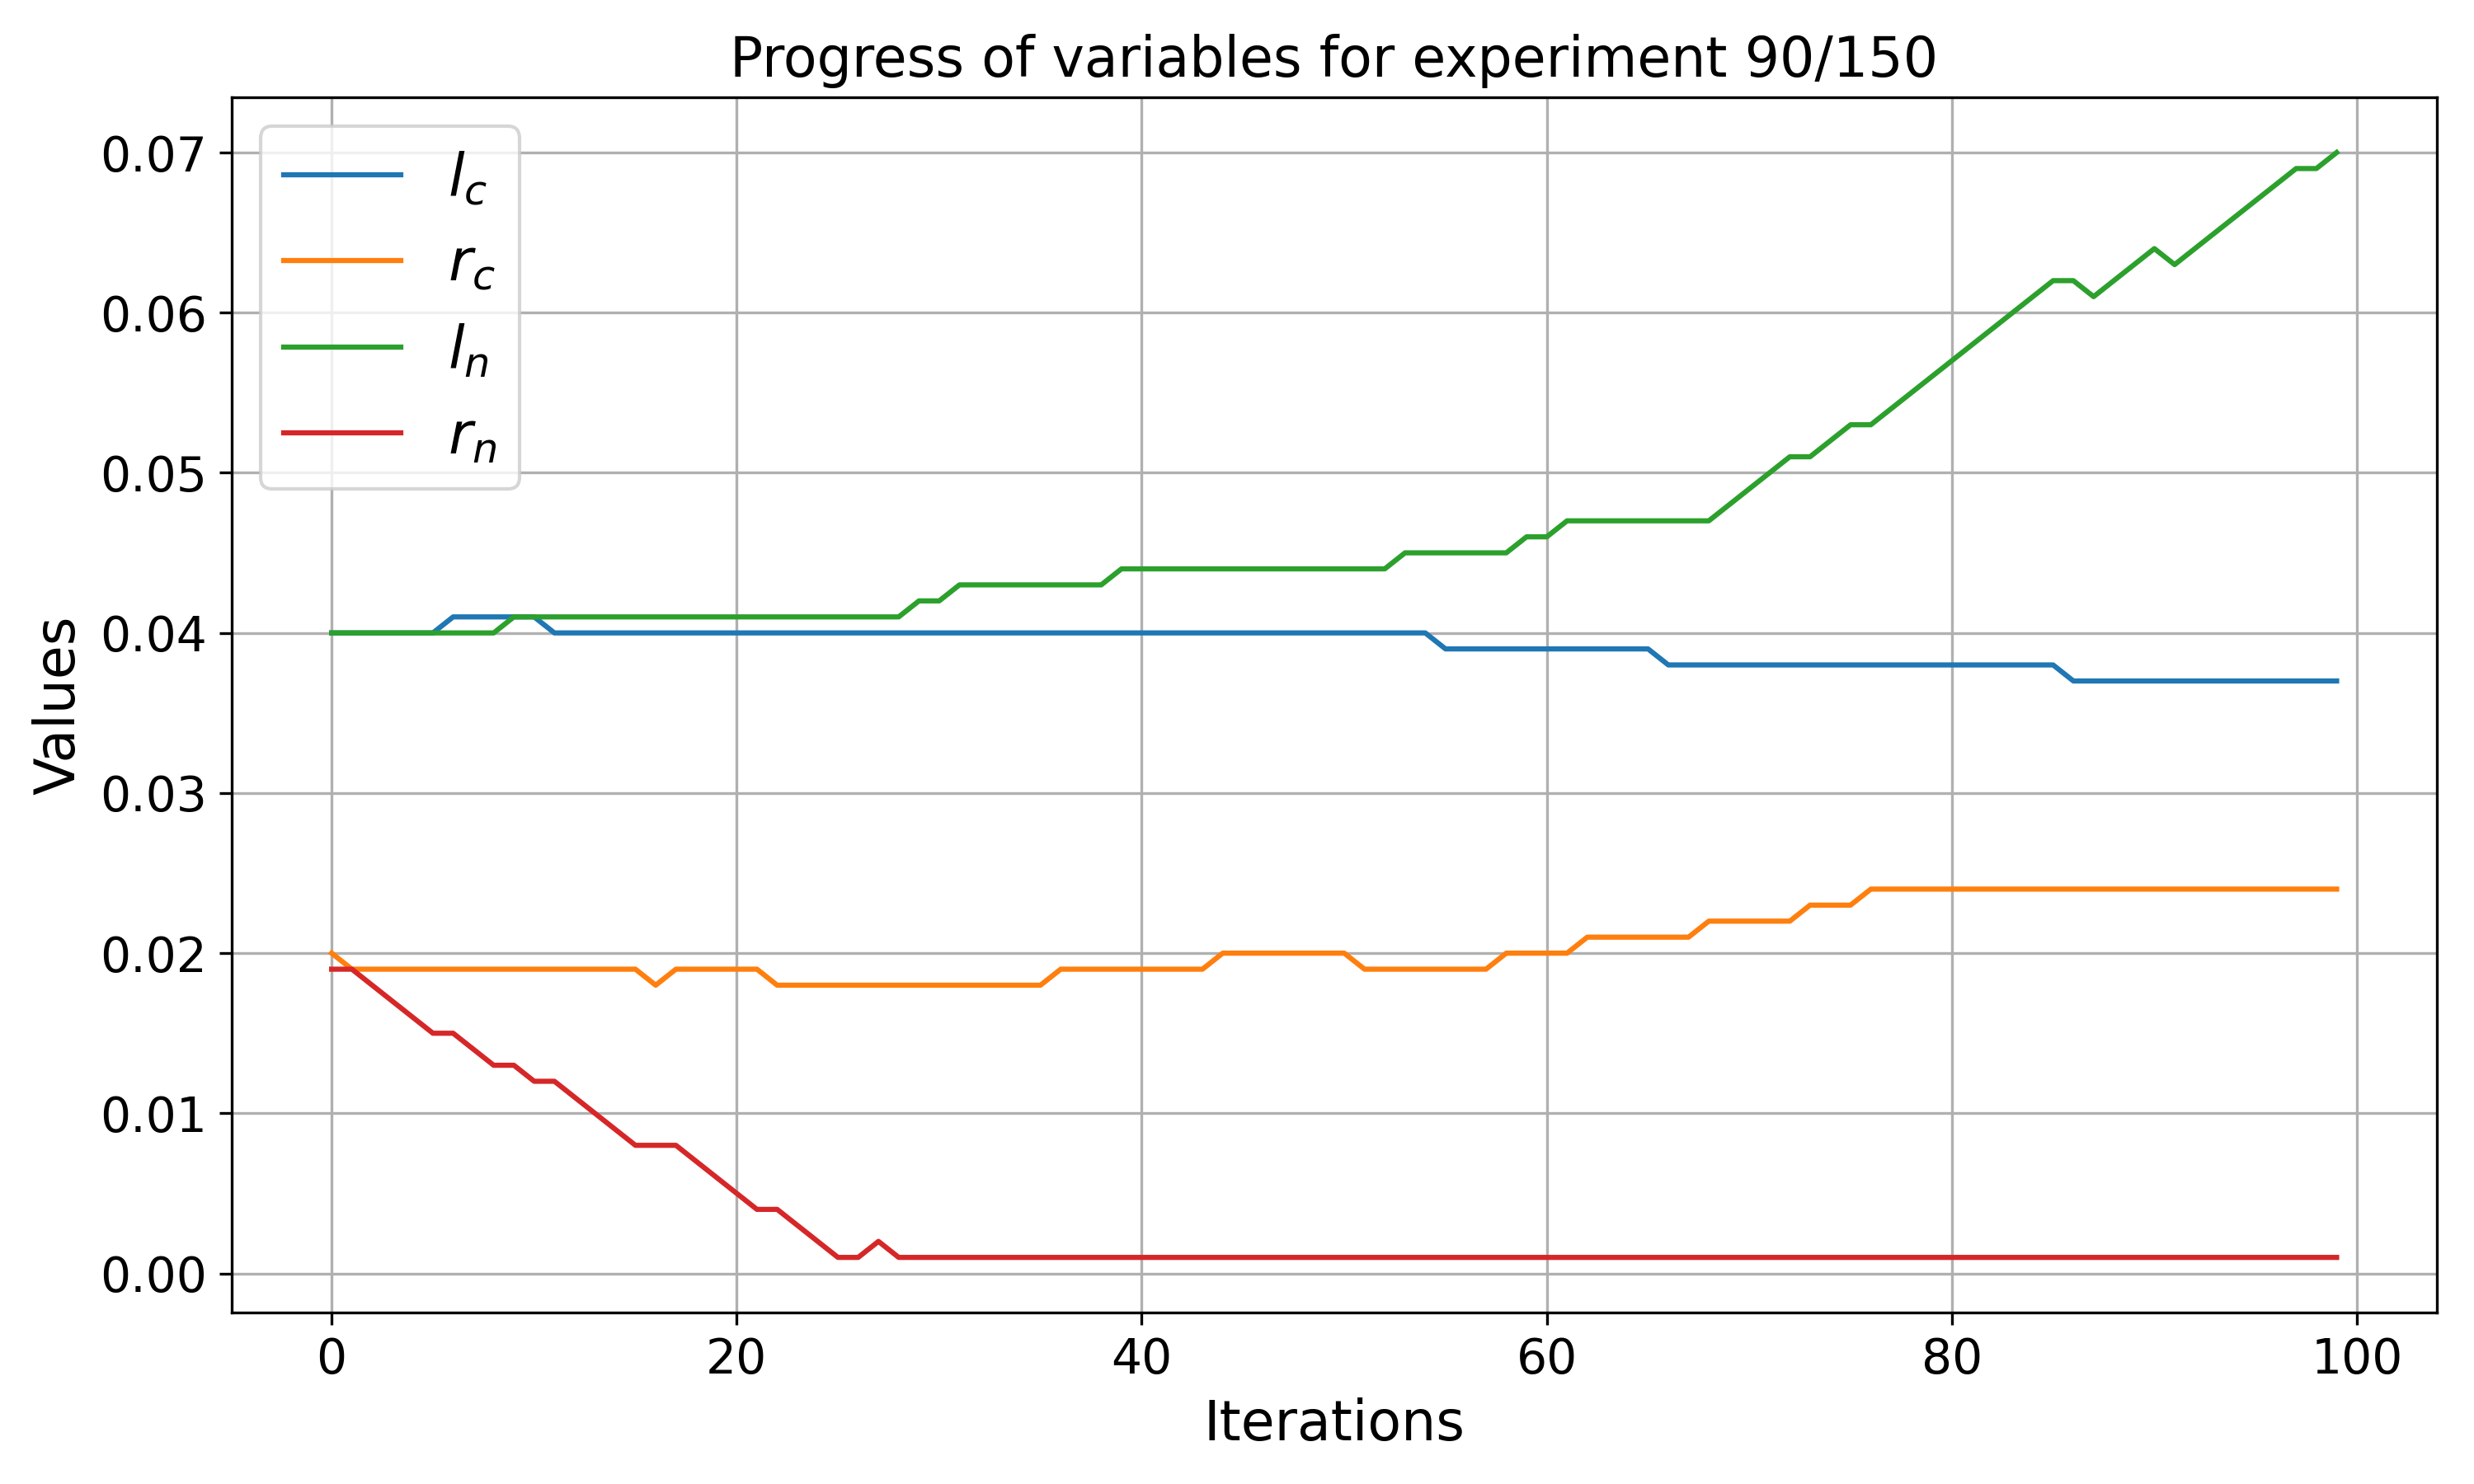 Progress of variables for experiment 90/150
l_c
r_c
l_n
r_n
Values
0.07
0.06
0.05
0.04
0.03
0.02
0.01
0.00
0 20 40 60 80 100
Iterations